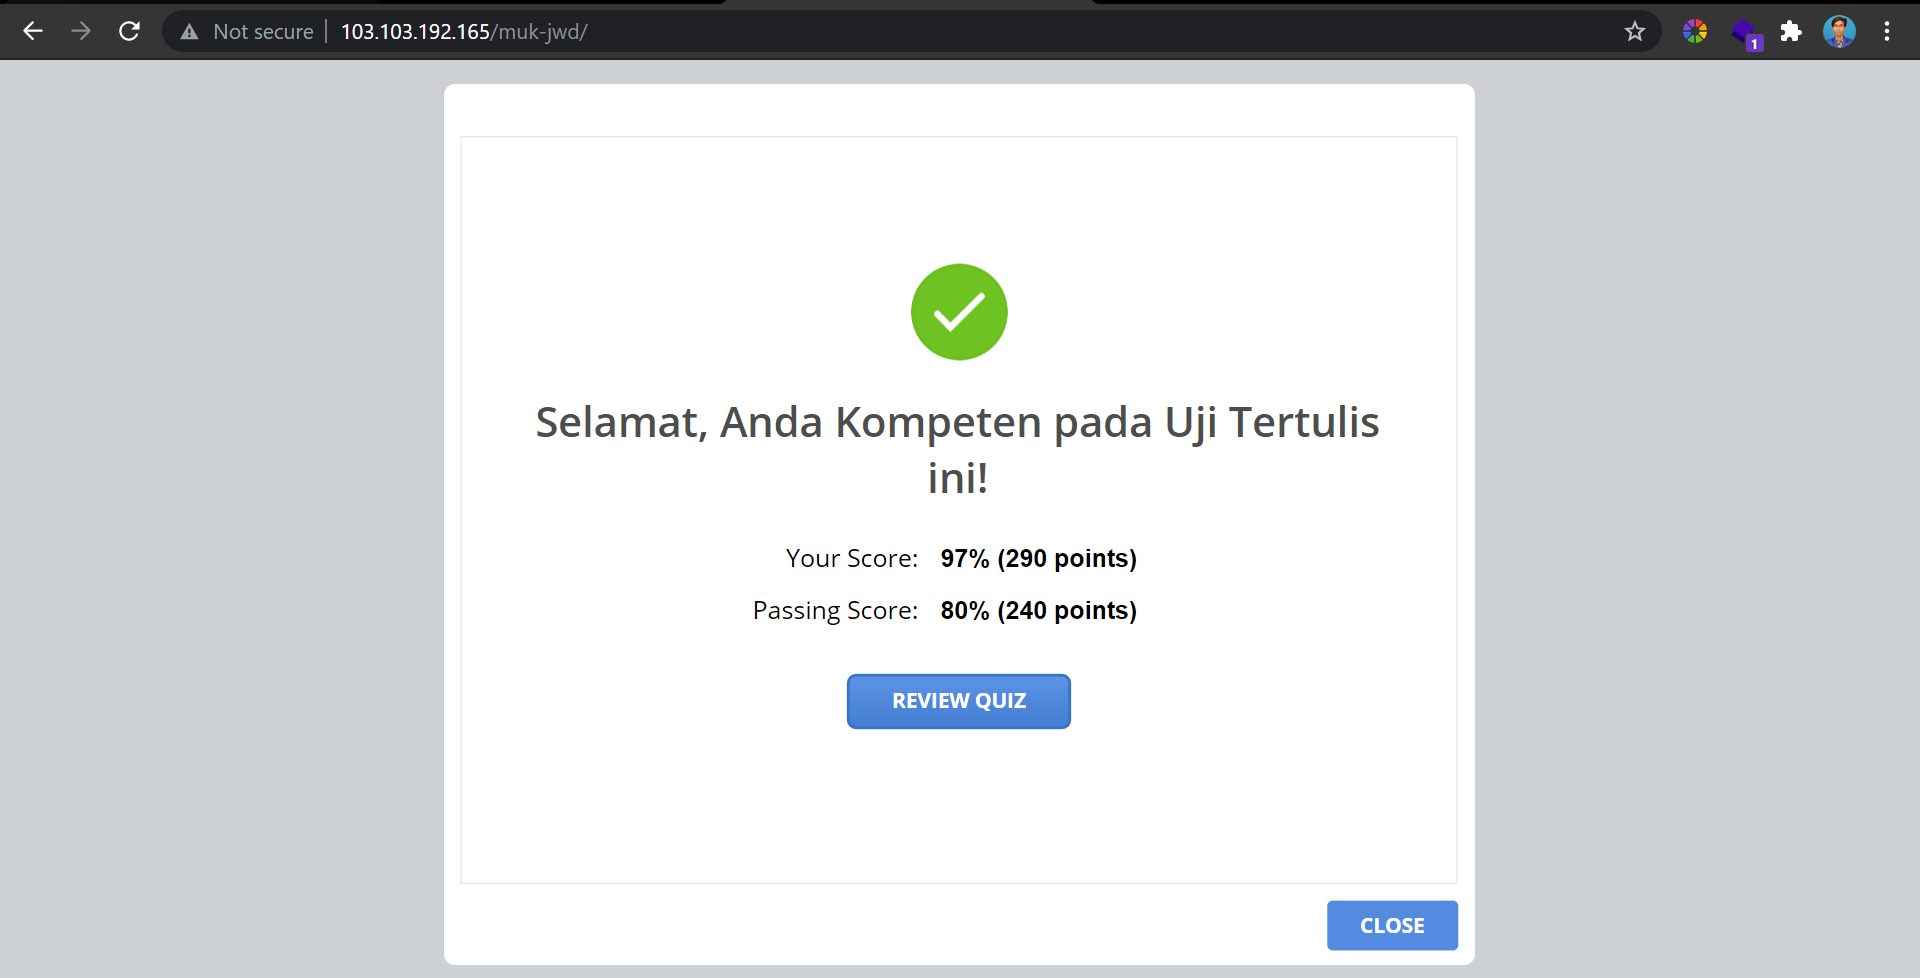 Not secure
103.103.192.165/muk-jwd/
1
Selamat, Anda Kompeten pada Uji Tertulis
ini!
Your Score: 97% (290 points)
Passing Score: 80% (240 points)
REVIEW QUIZ
CLOSE